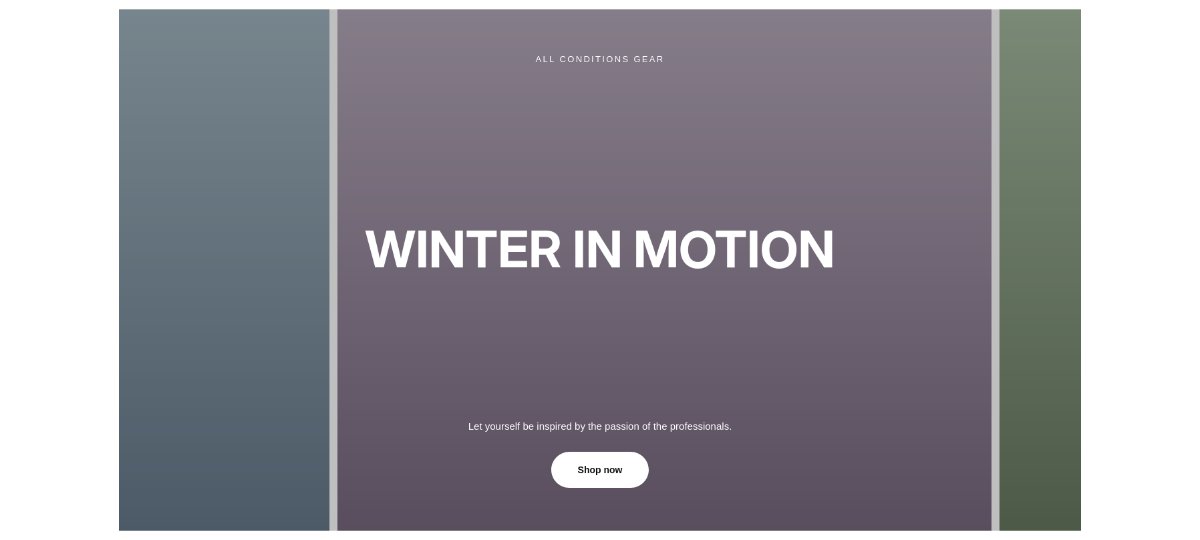 ALL CONDITIONS GEAR
WINTER IN MOTION
Let yourself be inspired by the passion of the professionals.
Shop now